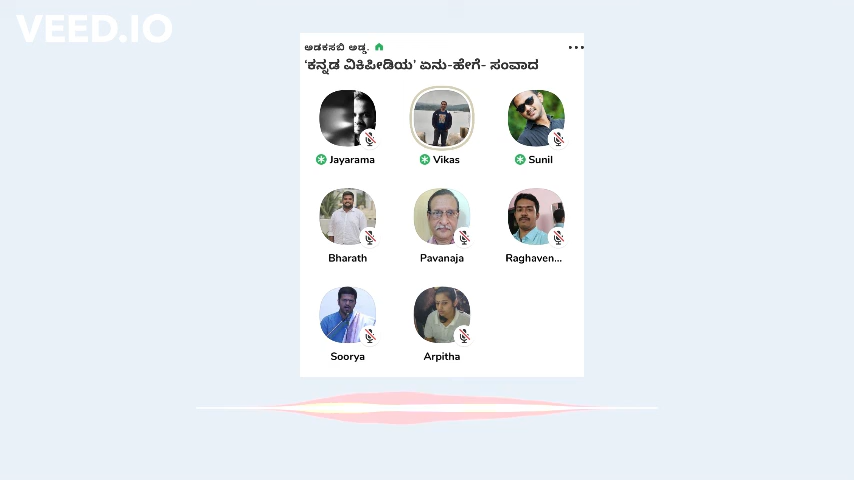 VEED.IO
ಅಡಕಸಬಿ ಅಡ್ಡ.
‘ಕನ್ನಡ ವಿಕಿಪೀಡಿಯ’ ಏನು-ಹೇಗೆ- ಸಂವಾದ
Jayarama Vikas Sunil
Bharath Pavanaja Raghaven...
Soorya Arpitha